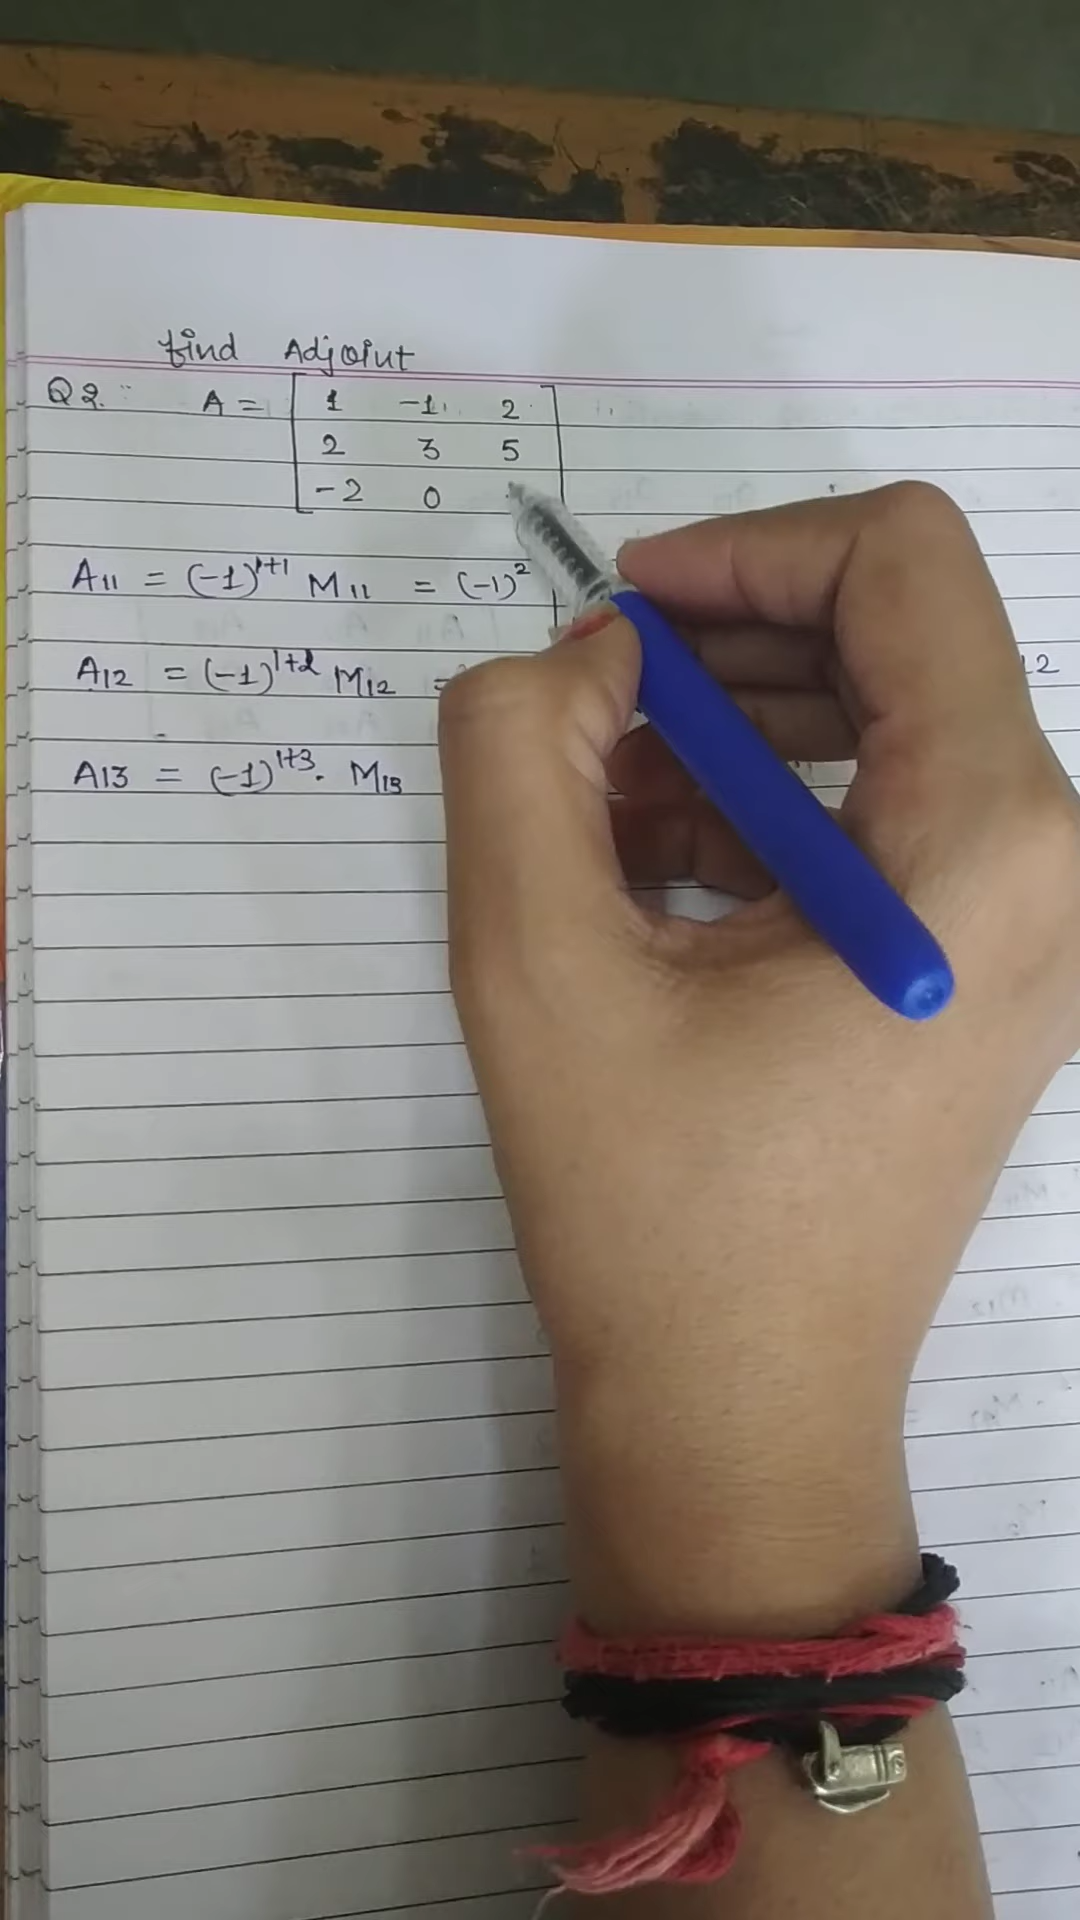 find Adjoint
Q2. A = 1 -1 2
2 3 5
-2 0
A11 = (-1)^1+1 M11 = (-1)^2
A12 = (-1)^1+2 M12 = 12
A13 = (-1)^1+3 . M13